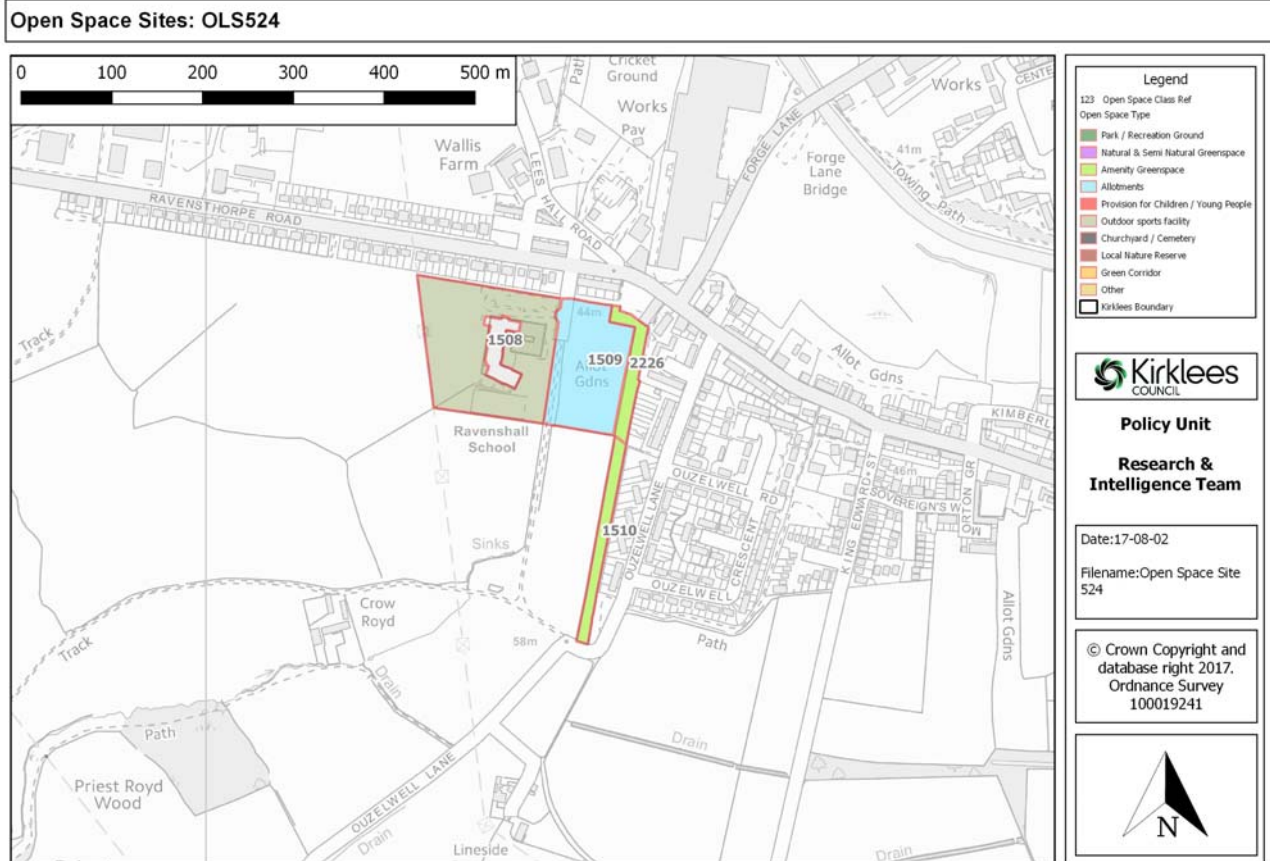 Open Space Sites: OLS524
0 100 200 300 400 500 m
Path
Cricket
Ground
Works
Pav
Works
Wallis
Farm
LEES HALL ROAD
FORGE LANE
Forge
Lane
Bridge
41m
Towing Path
RAVENSTHORPE ROAD
Track
44m
1508
1509
2226
Allot
Gdns
Allot Gdns
Ravenshall
School
KIMBERL
OUZELWELL RD
KING EDWARD ST
46m
SOVEREIGN'S W
MORTON GR
1510
OUZELWELL LANE
CRESCENT
OUZELWELL
Sinks
Crow
Royd
Track
58m
Path
Allot Gdns
Drain
Path
Priest Royd
Wood
OUZELWELL LANE
Drain
Drain
Lineside
Drain
Legend
123 Open Space Class Ref
Open Space Type
Park / Recreation Ground
Natural & Semi Natural Greenspace
Amenity Greenspace
Allotments
Provision for Children / Young People
Outdoor sports facility
Churchyard / Cemetery
Local Nature Reserve
Green Corridor
Other
Kirklees Boundary
Kirklees
COUNCIL
Policy Unit
Research &
Intelligence Team
Date:17-08-02
Filename:Open Space Site
524
© Crown Copyright and
database right 2017.
Ordnance Survey
100019241
N